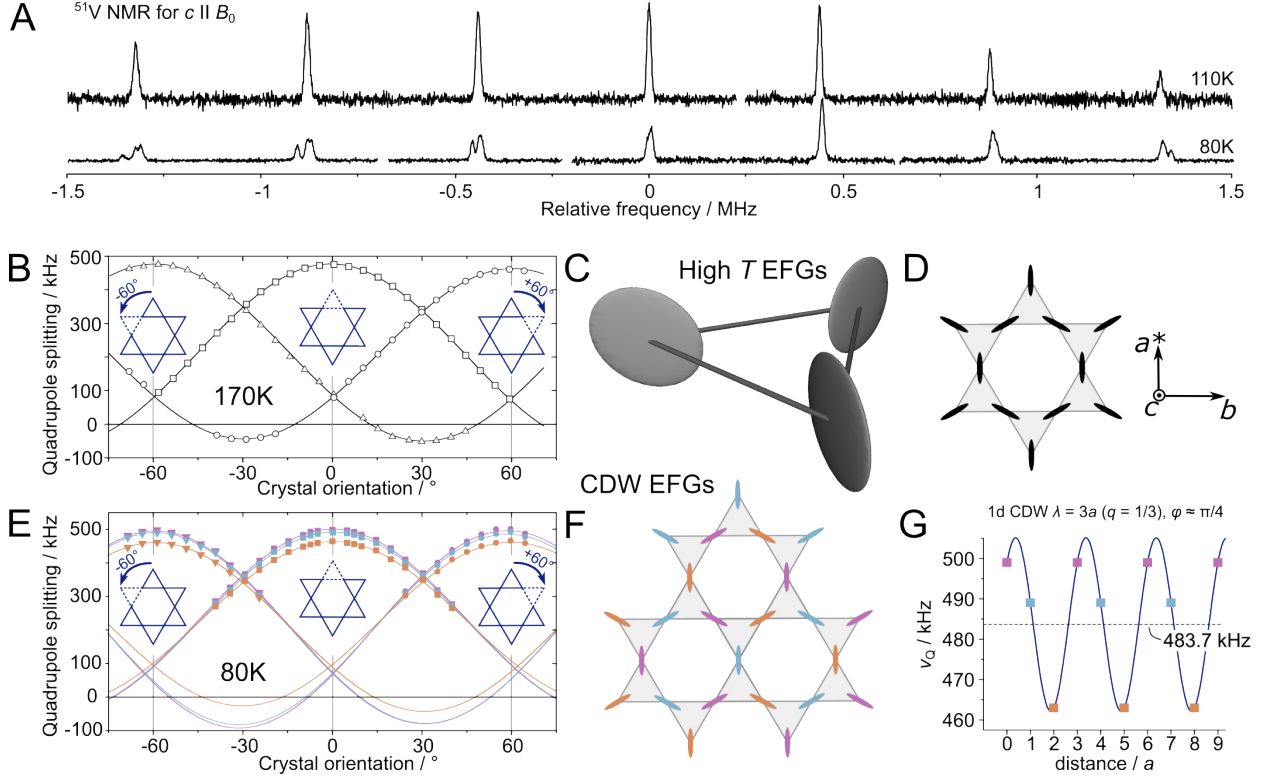 A
⁵¹V NMR for c II B₀
110K
80K
-1.5 -1 -0.5 0 0.5 1 1.5
Relative frequency / MHz
B
Quadrupole splitting / kHz
500
300
100
0
-100
-60°
+60°
170K
-60 -30 0 30 60
Crystal orientation / °
C
High T EFGs
D
a*
c
b
E
Quadrupole splitting / kHz
500
300
100
0
-100
-60°
+60°
80K
-60 -30 0 30 60
Crystal orientation / °
CDW EFGs
F
G
1d CDW λ = 3a (q = 1/3), φ ≈ π/4
νQ / kHz
500
490
480
470
460
483.7 kHz
0 1 2 3 4 5 6 7 8 9
distance / a